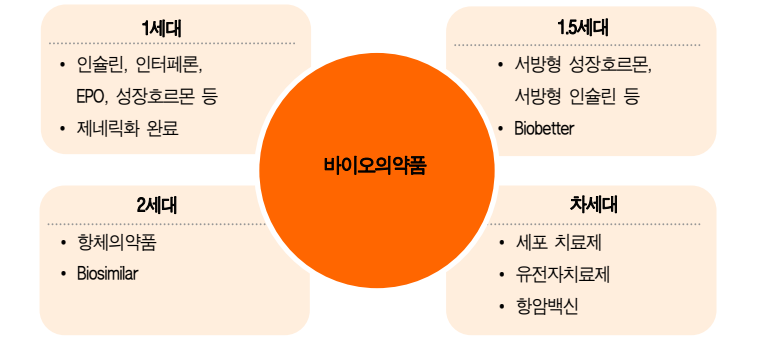 1세대
• 인슐린, 인터페론,
EPO, 성장호르몬 등
• 제네릭화 완료
1.5세대
• 서방형 성장호르몬,
서방형 인슐린 등
• Biobetter
바이오의약품
2세대
• 항체의약품
• Biosimilar
차세대
• 세포 치료제
• 유전자치료제
• 항암백신